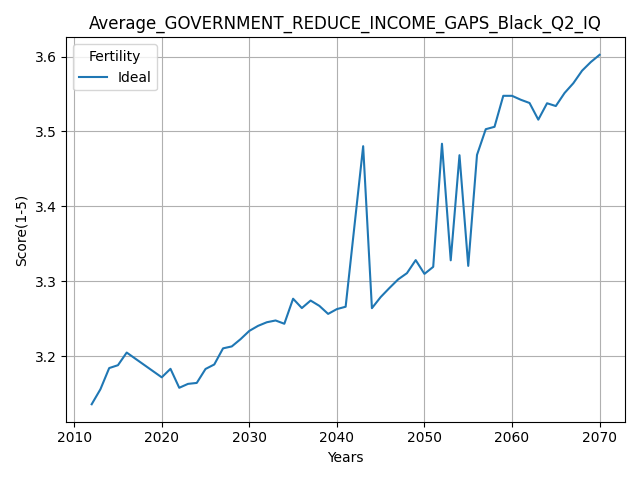 Average_GOVERNMENT_REDUCE_INCOME_GAPS_Black_Q2_IQ
Fertility
Ideal
3.6
3.5
3.4
3.3
3.2
Score(1-5)
2010 2020 2030 2040 2050 2060 2070
Years